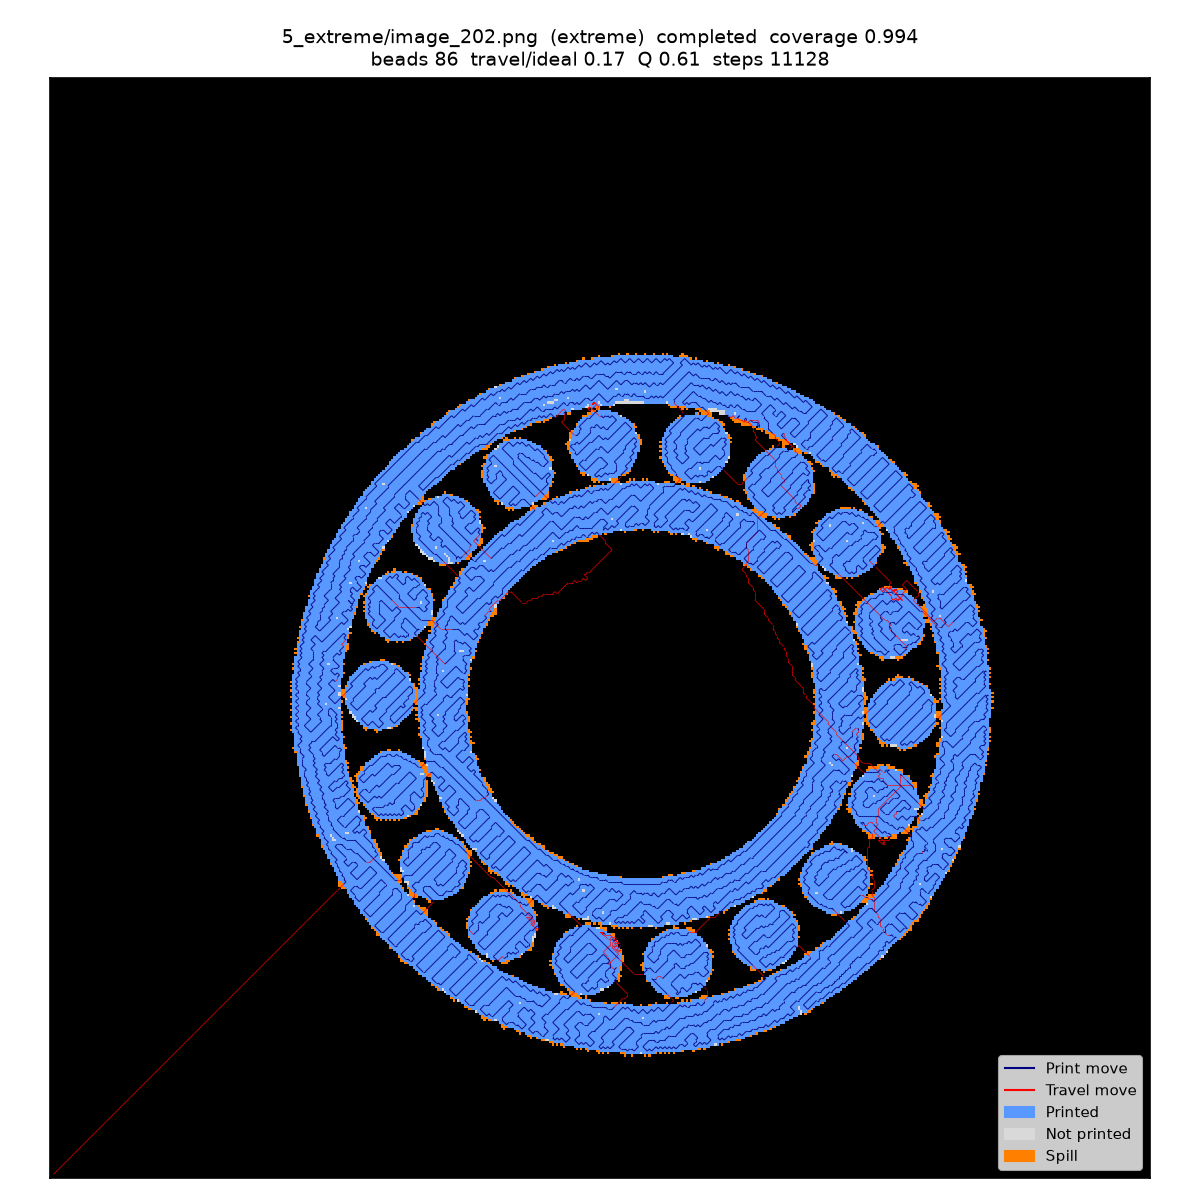 5_extreme/image_202.png  (extreme)  completed  coverage 0.994
beads 86  travel/ideal 0.17  Q 0.61  steps 11128
Print move
Travel move
Printed
Not printed
Spill